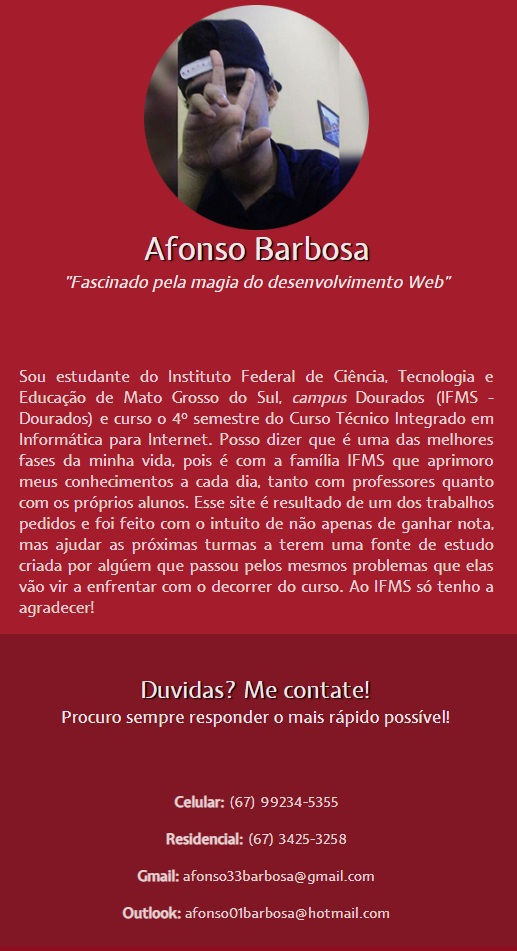 Afonso Barbosa
"Fascinado pela magia do desenvolvimento Web"
Sou estudante do Instituto Federal de Ciência, Tecnologia e
Educação de Mato Grosso do Sul, campus Dourados (IFMS -
Dourados) e curso o 4º semestre do Curso Técnico Integrado em
Informática para Internet. Posso dizer que é uma das melhores
fases da minha vida, pois é com a família IFMS que aprimoro
meus conhecimentos a cada dia, tanto com professores quanto
com os próprios alunos. Esse site é resultado de um dos trabalhos
pedidos e foi feito com o intuito de não apenas de ganhar nota,
mas ajudar as próximas turmas a terem uma fonte de estudo
criada por algúem que passou pelos mesmos problemas que elas
vão vir a enfrentar com o decorrer do curso. Ao IFMS só tenho a
agradecer!
Duvidas? Me contate!
Procuro sempre responder o mais rápido possível!
Celular: (67) 99234-5355
Residencial: (67) 3425-3258
Gmail: afonso33barbosa@gmail.com
Outlook: afonso01barbosa@hotmail.com